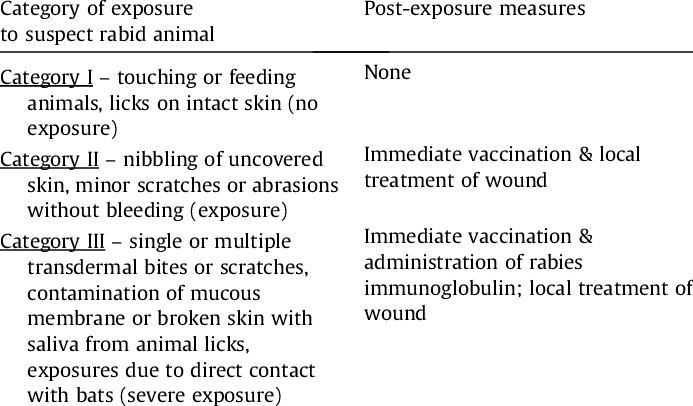 Category of exposure
to suspect rabid animal
Post-exposure measures
Category I – touching or feeding
animals, licks on intact skin (no
exposure)
None
Category II – nibbling of uncovered
skin, minor scratches or abrasions
without bleeding (exposure)
Immediate vaccination & local
treatment of wound
Category III – single or multiple
transdermal bites or scratches,
contamination of mucous
membrane or broken skin with
saliva from animal licks,
exposures due to direct contact
with bats (severe exposure)
Immediate vaccination &
administration of rabies
immunoglobulin; local treatment of
wound